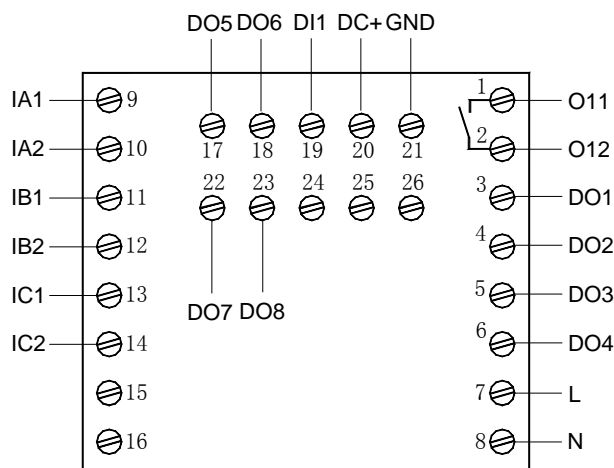 DO5 DO6 DI1 DC+ GND
IA1 9 1 O11
17 18 19 20 21
IA2 10 2 O12
22 23 24 25 26
IB1 11 3 DO1
IB2 12 4 DO2
IC1 13 5 DO3
DO7 DO8
IC2 14 6 DO4
15 7 L
16 8 N